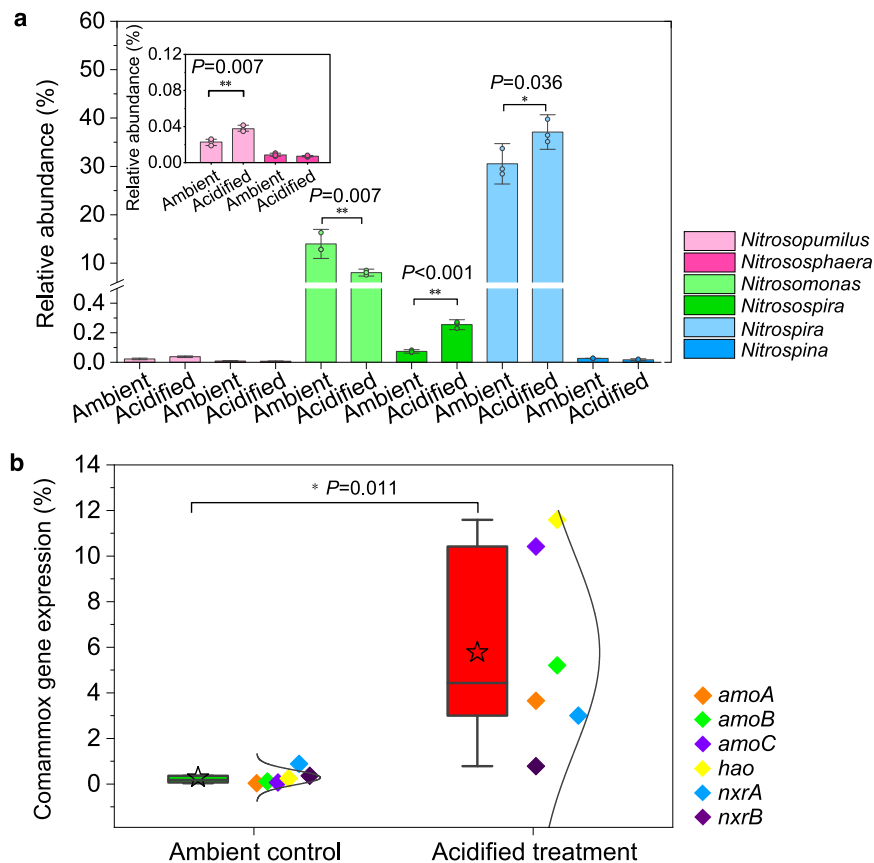 a
60
50
40
30
20
10
0.4
0.2
0.0
Relative abundance (%)
0.12
0.08
0.04
0.00
Relative abundance (%)
P=0.007
**
Ambient
Acidified
Ambient
Acidified
P=0.007
**
P<0.001
**
P=0.036
*
Ambient
Acidified
Ambient
Acidified
Ambient
Acidified
Ambient
Acidified
Ambient
Acidified
Ambient
Acidified
Nitrosopumilus
Nitrososphaera
Nitrosomonas
Nitrosospira
Nitrospira
Nitrospina
b
14
12
10
8
6
4
2
0
Comammox gene expression (%)
* P=0.011
Ambient control
Acidified treatment
amoA
amoB
amoC
hao
nxrA
nxrB